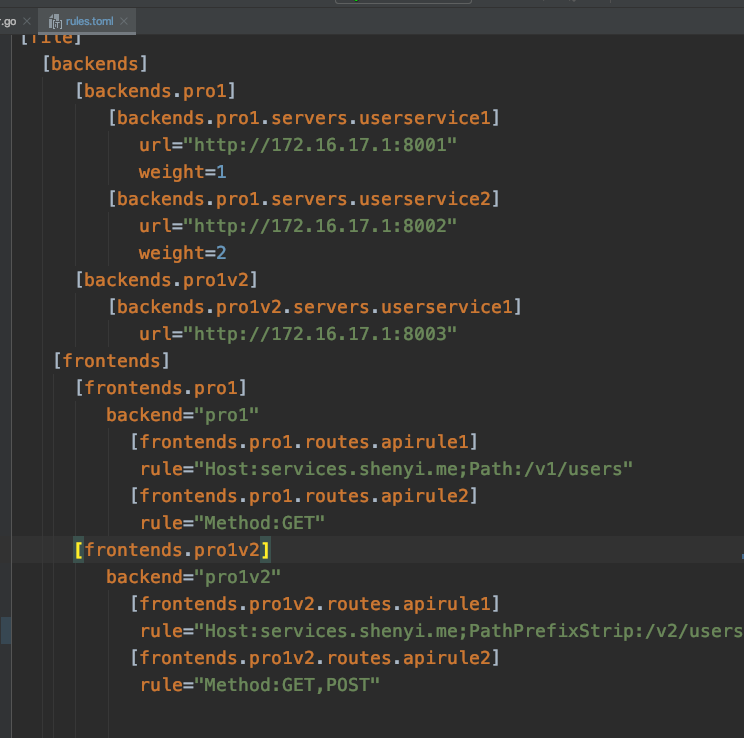 r.go
rules.toml
[file]
[backends]
[backends.pro1]
[backends.pro1.servers.userservice1]
url="http://172.16.17.1:8001"
weight=1
[backends.pro1.servers.userservice2]
url="http://172.16.17.1:8002"
weight=2
[backends.pro1v2]
[backends.pro1v2.servers.userservice1]
url="http://172.16.17.1:8003"
[frontends]
[frontends.pro1]
backend="pro1"
[frontends.pro1.routes.apirule1]
rule="Host:services.shenyi.me;Path:/v1/users"
[frontends.pro1.routes.apirule2]
rule="Method:GET"
[frontends.pro1v2]
backend="pro1v2"
[frontends.pro1v2.routes.apirule1]
rule="Host:services.shenyi.me;PathPrefixStrip:/v2/users
[frontends.pro1v2.routes.apirule2]
rule="Method:GET,POST"